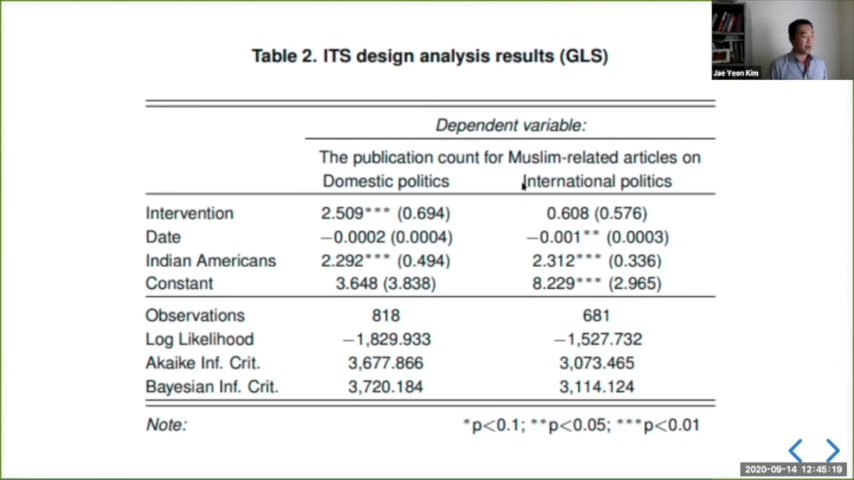 Table 2. ITS design analysis results (GLS)
Jae Yeon Kim
Dependent variable:
The publication count for Muslim-related articles on
Domestic politics International politics
Intervention 2.509*** (0.694) 0.608 (0.576)
Date −0.0002 (0.0004) −0.001** (0.0003)
Indian Americans 2.292*** (0.494) 2.312*** (0.336)
Constant 3.648 (3.838) 8.229*** (2.965)
Observations 818 681
Log Likelihood −1,829.933 −1,527.732
Akaike Inf. Crit. 3,677.866 3,073.465
Bayesian Inf. Crit. 3,720.184 3,114.124
Note: *p<0.1; **p<0.05; ***p<0.01
2020-09-14 12:45:19